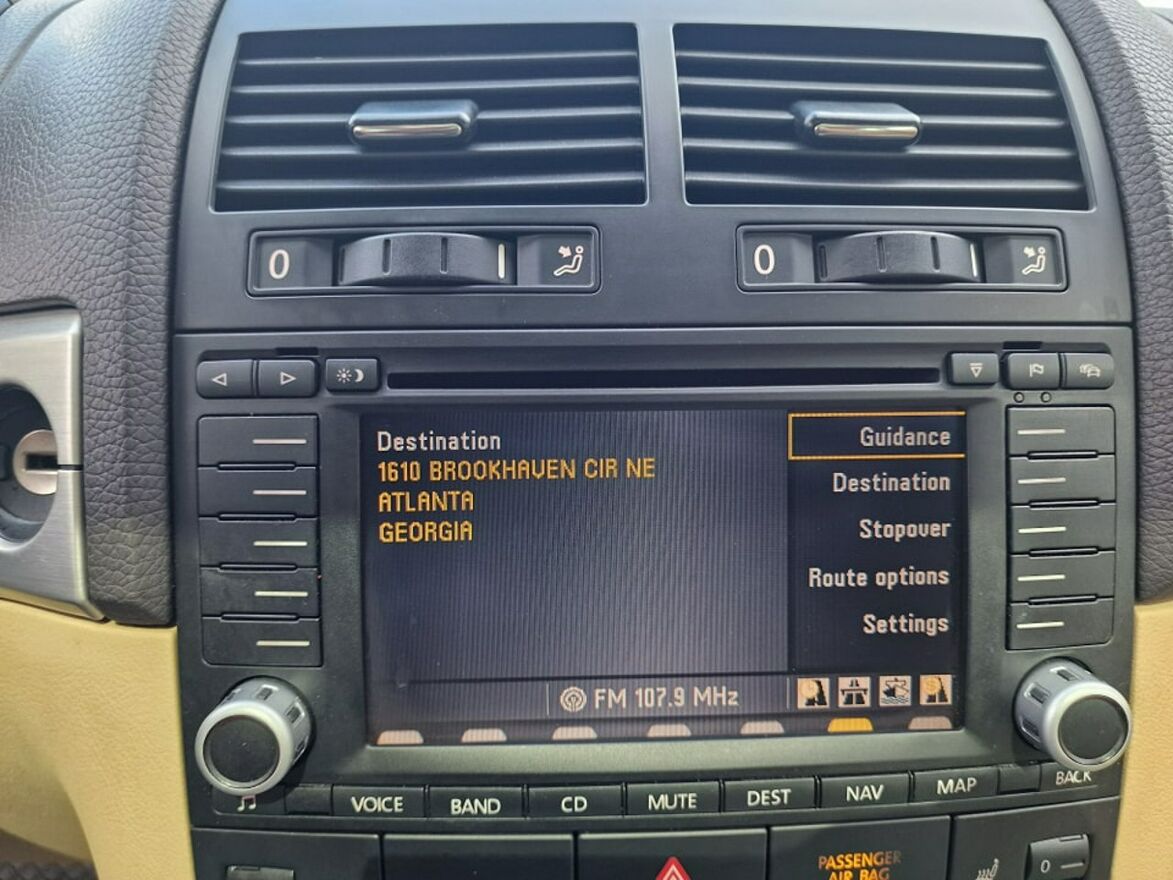 0
0
Destination
1610 BROOKHAVEN CIR NE
ATLANTA
GEORGIA
Guidance
Destination
Stopover
Route options
Settings
FM 107.9 MHz
VOICE
BAND
CD
MUTE
DEST
NAV
MAP
BACK
PASSENGER
AIR BAG
0